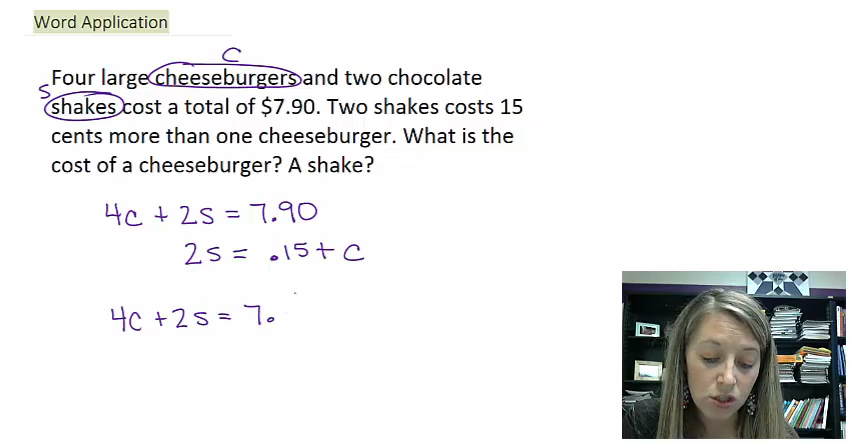 Word Application
C
Four large cheeseburgers and two chocolate
S
shakes cost a total of $7.90. Two shakes costs 15
cents more than one cheeseburger. What is the
cost of a cheeseburger? A shake?
4c + 2s = 7.90
2s = .15 + c
4c + 2s = 7.